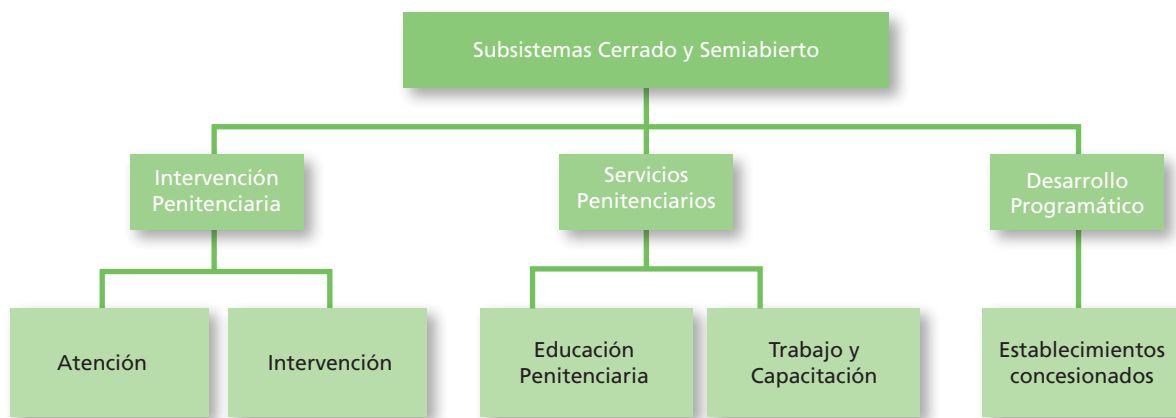 Subsistemas Cerrado y Semiabierto
Intervención
Penitenciaria
Servicios
Penitenciarios
Desarrollo
Programático
Atención
Intervención
Educación
Penitenciaria
Trabajo y
Capacitación
Establecimientos
concesionados